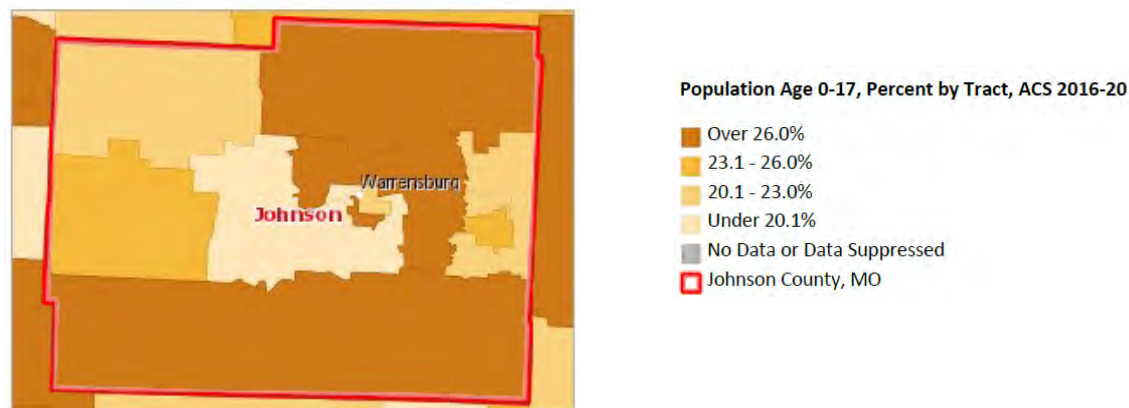 Warrensburg
Johnson
Population Age 0-17, Percent by Tract, ACS 2016-20
Over 26.0%
23.1 - 26.0%
20.1 - 23.0%
Under 20.1%
No Data or Data Suppressed
Johnson County, MO